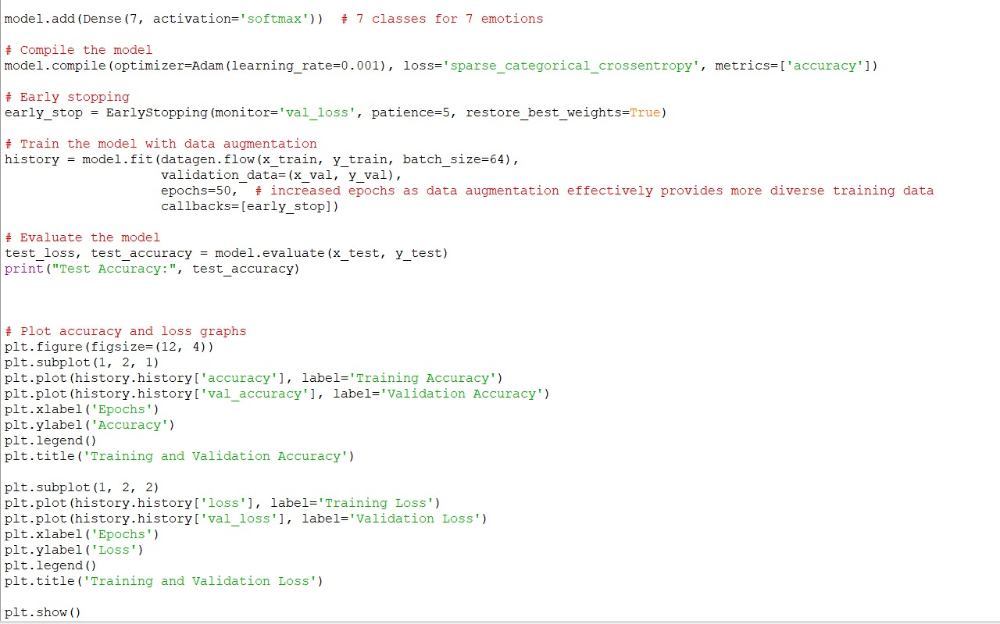 model.add(Dense(7, activation='softmax'))  # 7 classes for 7 emotions
# Compile the model
model.compile(optimizer=Adam(learning_rate=0.001), loss='sparse_categorical_crossentropy', metrics=['accuracy'])
# Early stopping
early_stop = EarlyStopping(monitor='val_loss', patience=5, restore_best_weights=True)
# Train the model with data augmentation
history = model.fit(datagen.flow(x_train, y_train, batch_size=64),
                    validation_data=(x_val, y_val),
                    epochs=50,  # increased epochs as data augmentation effectively provides more diverse training data
                    callbacks=[early_stop])
# Evaluate the model
test_loss, test_accuracy = model.evaluate(x_test, y_test)
print("Test Accuracy:", test_accuracy)
# Plot accuracy and loss graphs
plt.figure(figsize=(12, 4))
plt.subplot(1, 2, 1)
plt.plot(history.history['accuracy'], label='Training Accuracy')
plt.plot(history.history['val_accuracy'], label='Validation Accuracy')
plt.xlabel('Epochs')
plt.ylabel('Accuracy')
plt.legend()
plt.title('Training and Validation Accuracy')
plt.subplot(1, 2, 2)
plt.plot(history.history['loss'], label='Training Loss')
plt.plot(history.history['val_loss'], label='Validation Loss')
plt.xlabel('Epochs')
plt.ylabel('Loss')
plt.legend()
plt.title('Training and Validation Loss')
plt.show()